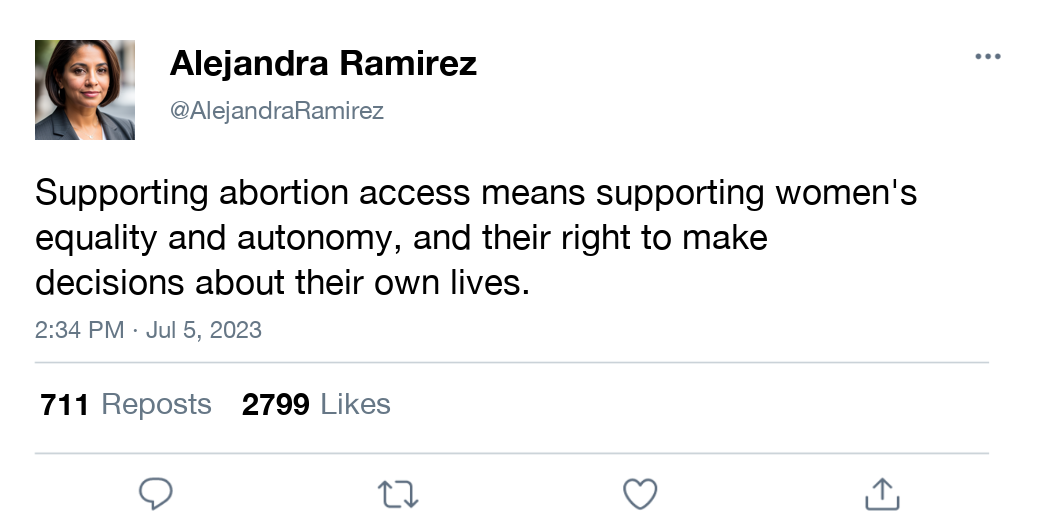 Alejandra Ramirez
@AlejandraRamirez
Supporting abortion access means supporting women's
equality and autonomy, and their right to make
decisions about their own lives.
2:34 PM · Jul 5, 2023
711 Reposts 2799 Likes